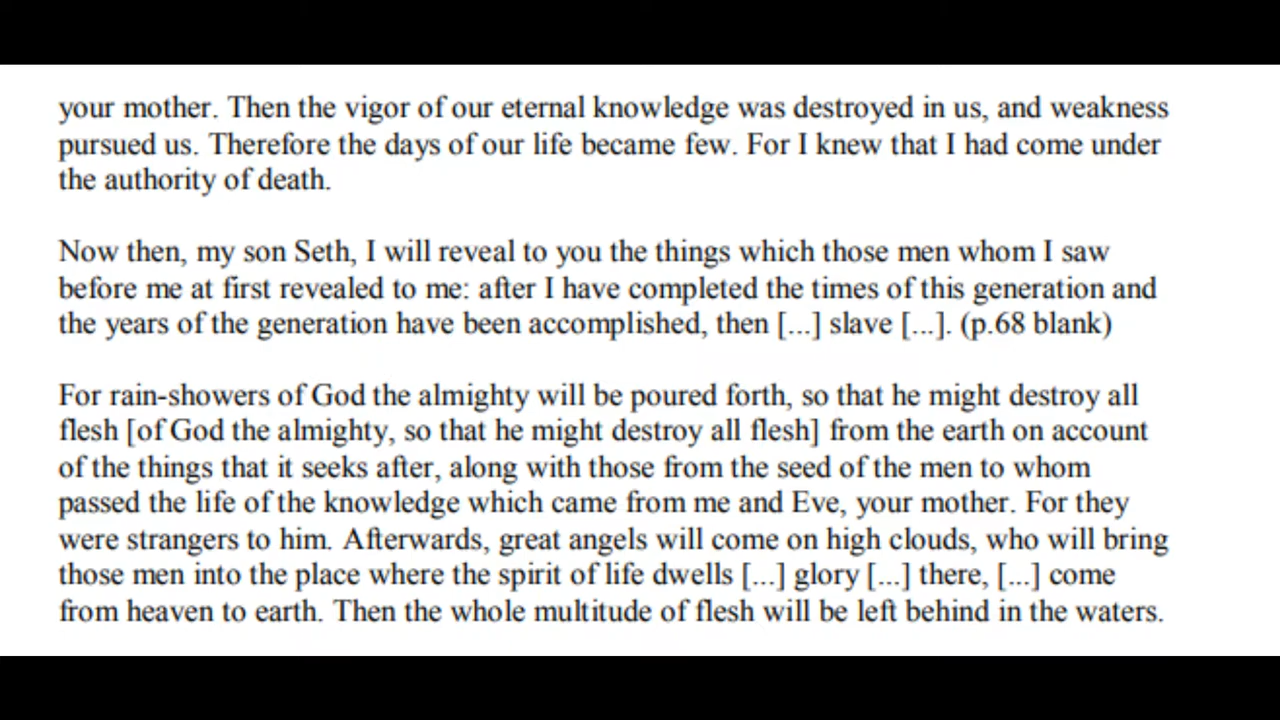 your mother. Then the vigor of our eternal knowledge was destroyed in us, and weakness
pursued us. Therefore the days of our life became few. For I knew that I had come under
the authority of death.
Now then, my son Seth, I will reveal to you the things which those men whom I saw
before me at first revealed to me: after I have completed the times of this generation and
the years of the generation have been accomplished, then [...] slave [...]. (p.68 blank)
For rain-showers of God the almighty will be poured forth, so that he might destroy all
flesh [of God the almighty, so that he might destroy all flesh] from the earth on account
of the things that it seeks after, along with those from the seed of the men to whom
passed the life of the knowledge which came from me and Eve, your mother. For they
were strangers to him. Afterwards, great angels will come on high clouds, who will bring
those men into the place where the spirit of life dwells [...] glory [...] there, [...] come
from heaven to earth. Then the whole multitude of flesh will be left behind in the waters.